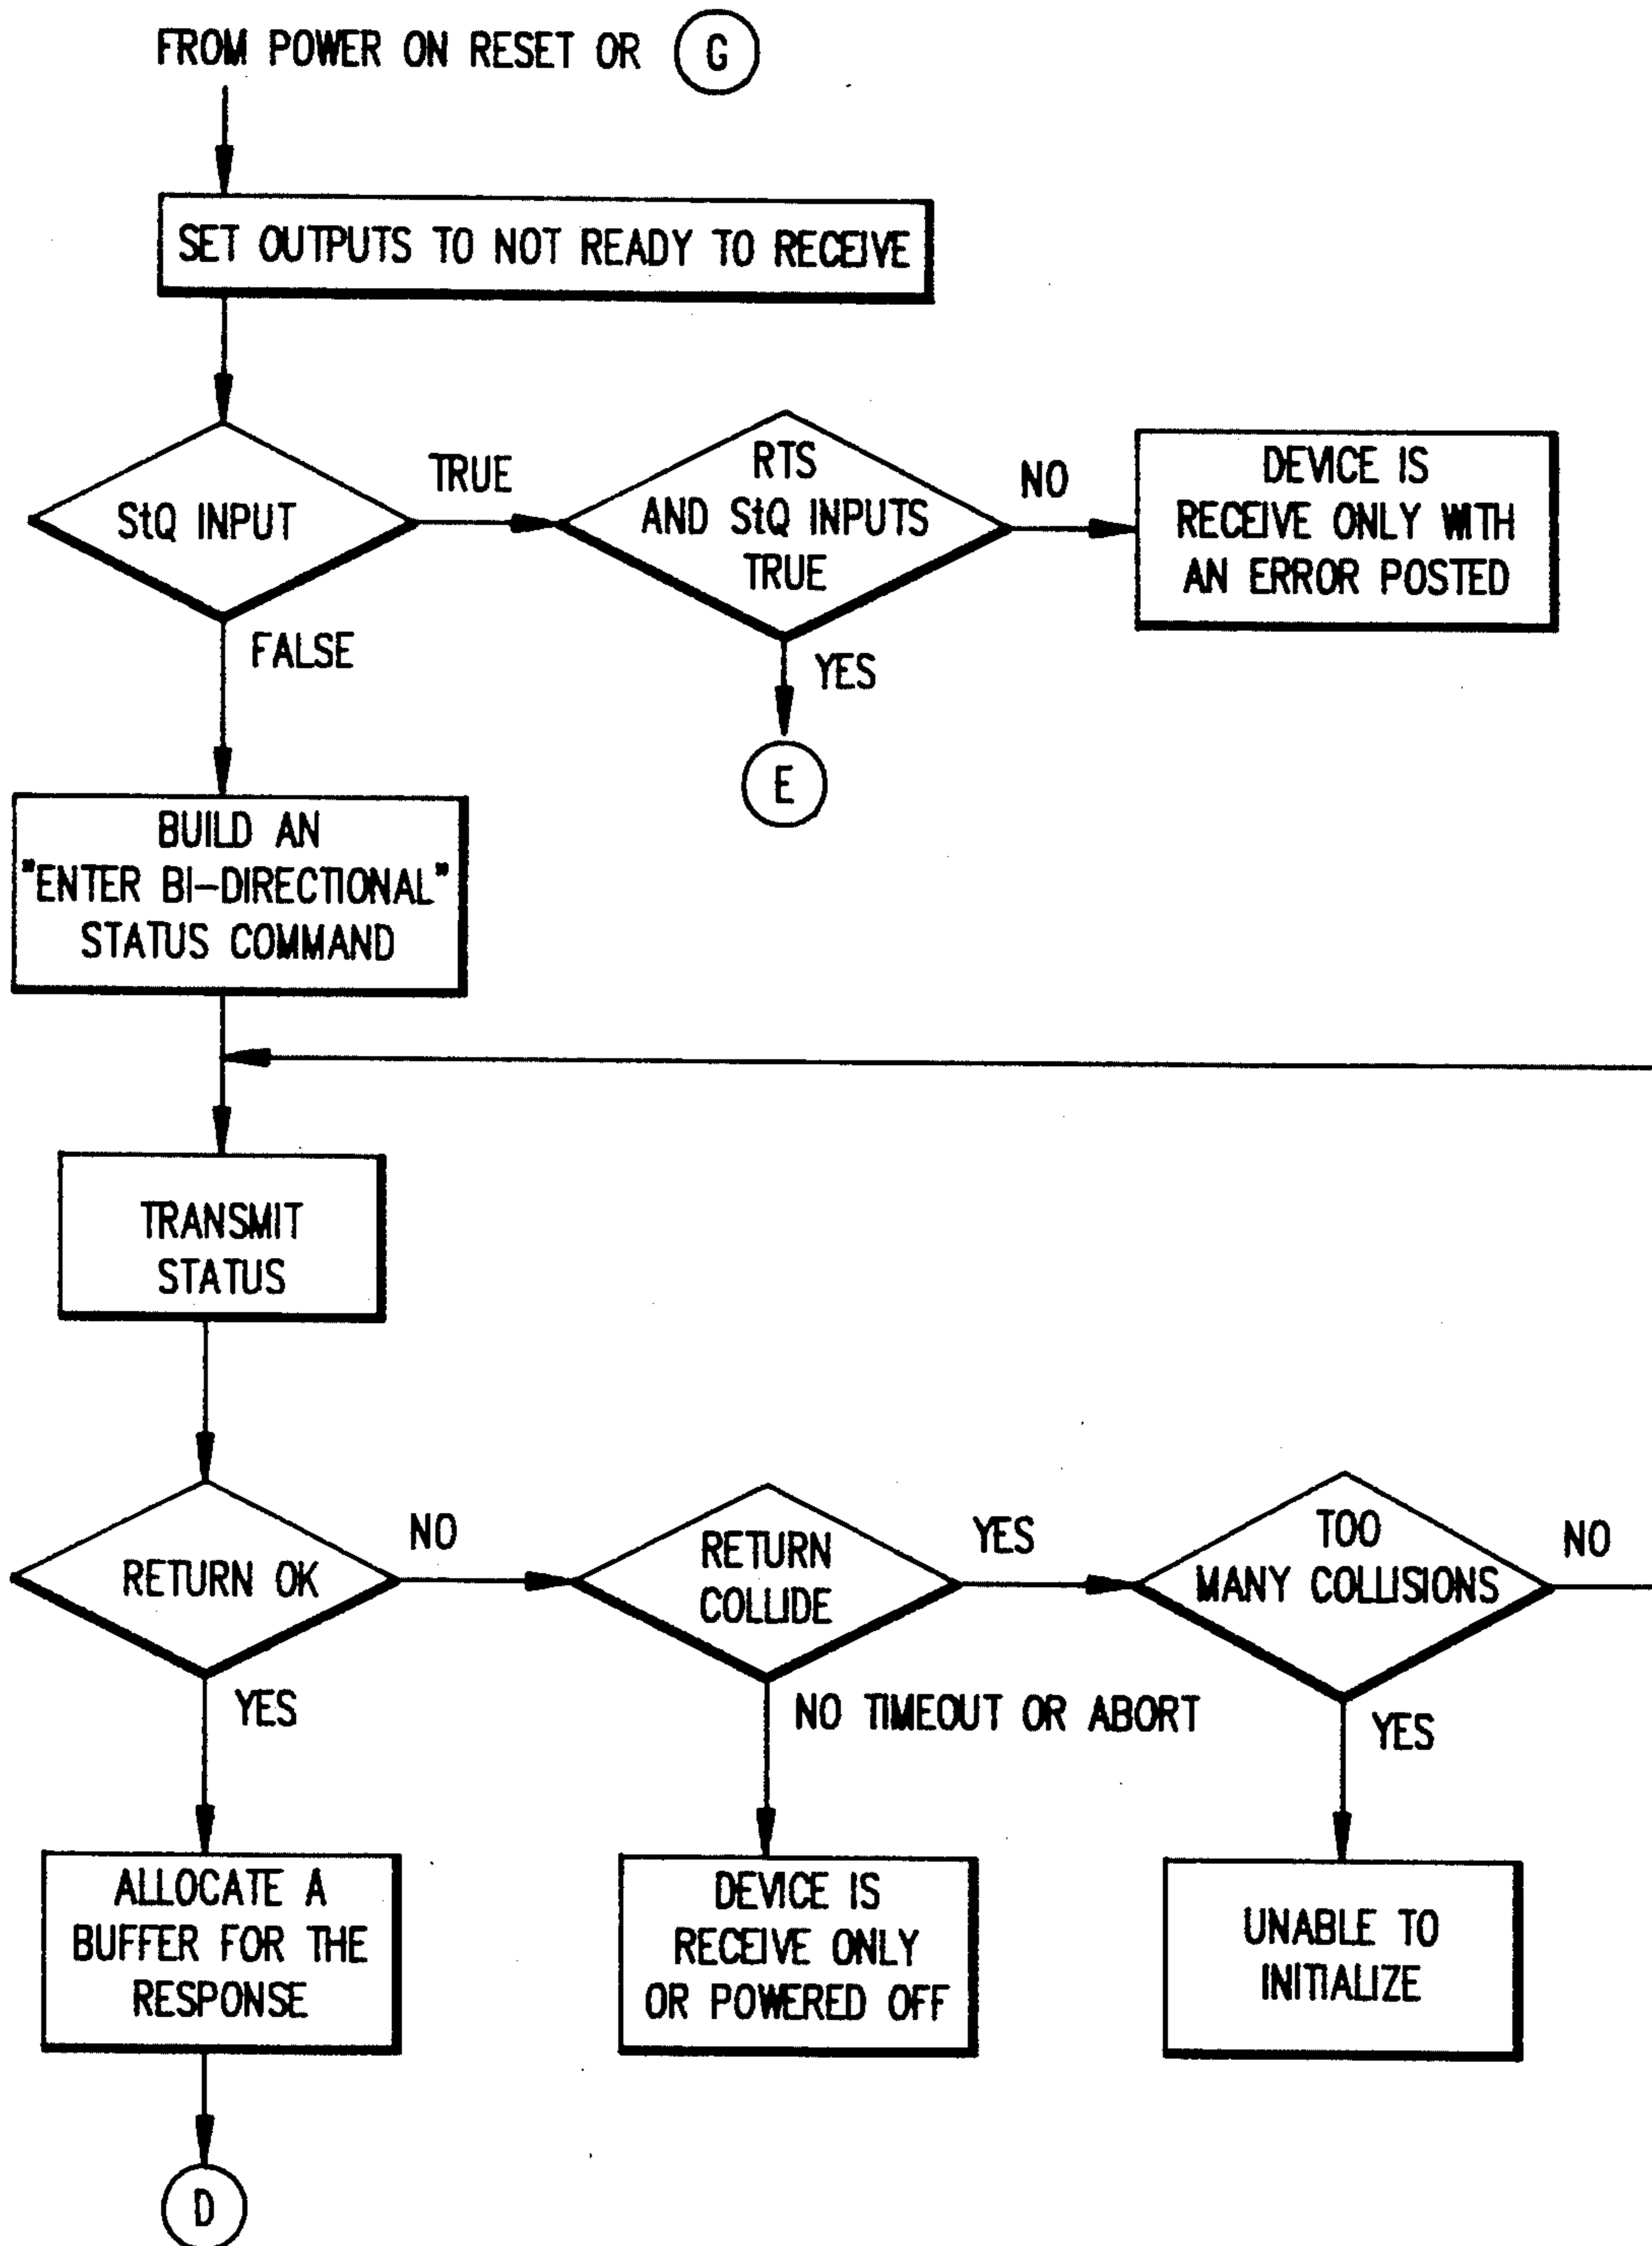 FROM POWER ON RESET OR G
SET OUTPUTS TO NOT READY TO RECEIVE
StQ INPUT
TRUE
RTS
AND StQ INPUTS
TRUE
NO
DEVICE IS
RECEIVE ONLY WITH
AN ERROR POSTED
FALSE
YES
E
BUILD AN
"ENTER BI-DIRECTIONAL"
STATUS COMMAND
TRANSMIT
STATUS
RETURN OK
NO
RETURN
COLLIDE
YES
TOO
MANY COLLISIONS
NO
YES
NO TIMEOUT OR ABORT
YES
ALLOCATE A
BUFFER FOR THE
RESPONSE
DEVICE IS
RECEIVE ONLY
OR POWERED OFF
UNABLE TO
INITIALIZE
D